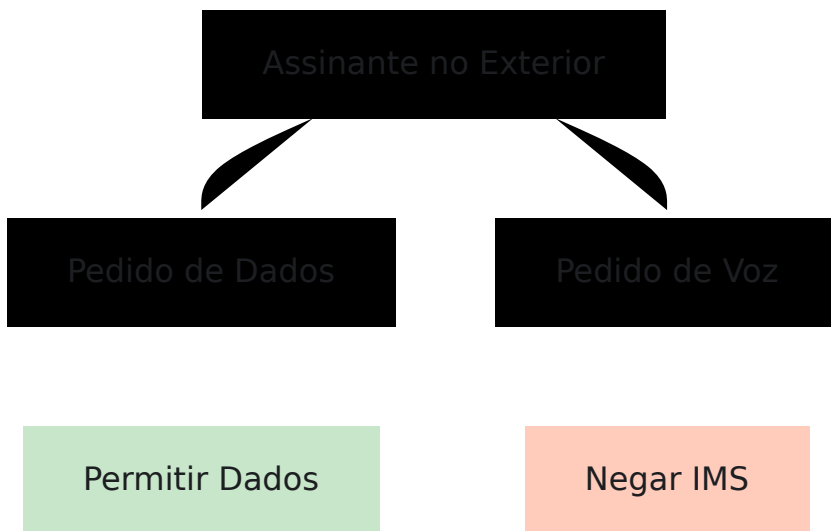 Assinante no Exterior
Pedido de Dados
Pedido de Voz
Permitir Dados
Negar IMS